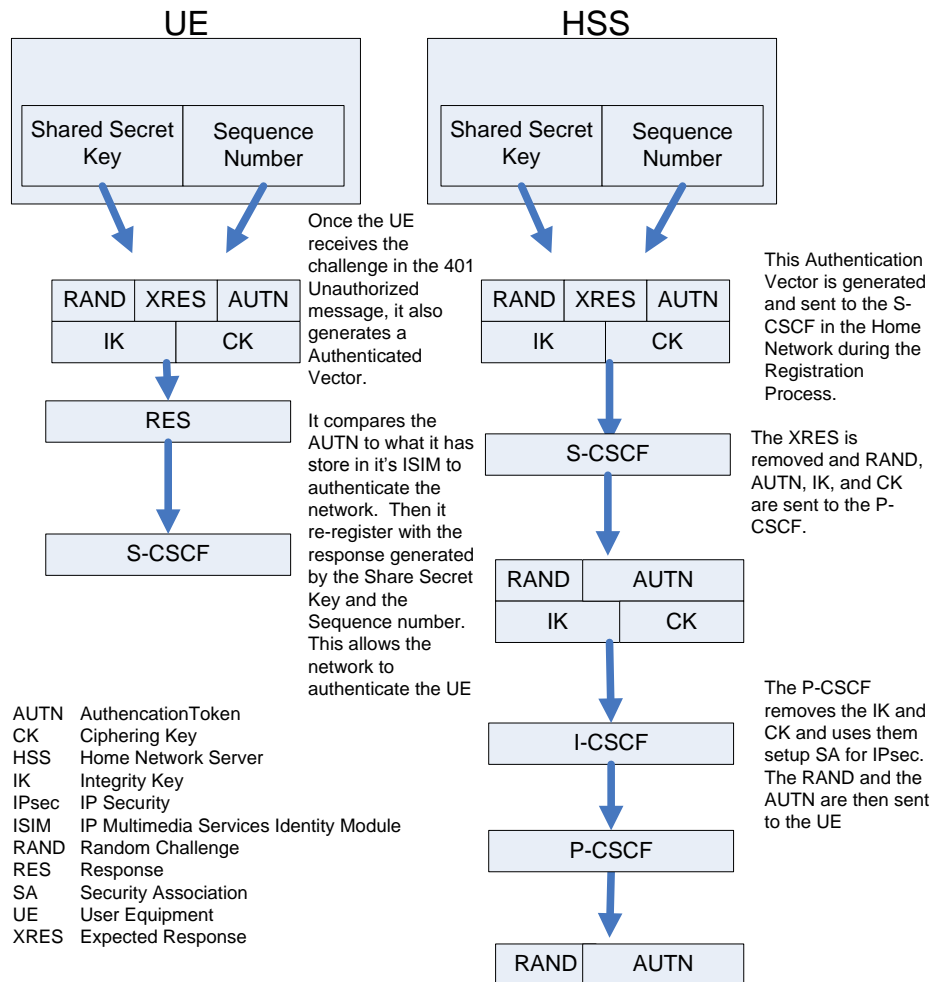 UE
HSS
Shared Secret
Key
Sequence
Number
Shared Secret
Key
Sequence
Number
Once the UE
receives the
challenge in the 401
Unauthorized
message, it also
generates a
Authenticated
Vector.
This Authentication
Vector is generated
and sent to the S-
CSCF in the Home
Network during the
Registration
Process.
RAND XRES AUTN
IK CK
RAND XRES AUTN
IK CK
RES
It compares the
AUTN to what it has
store in it's ISIM to
authenticate the
network. Then it
re-register with the
response generated
by the Share Secret
Key and the
Sequence number.
This allows the
network to
authenticate the UE
S-CSCF
The XRES is
removed and RAND,
AUTN, IK, and CK
are sent to the P-
CSCF.
S-CSCF
RAND AUTN
IK CK
The P-CSCF
removes the IK and
CK and uses them
setup SA for IPsec.
The RAND and the
AUTN are then sent
to the UE
I-CSCF
P-CSCF
RAND AUTN
AUTN AuthencationToken
CK Ciphering Key
HSS Home Network Server
IK Integrity Key
IPsec IP Security
ISIM IP Multimedia Services Identity Module
RAND Random Challenge
RES Response
SA Security Association
UE User Equipment
XRES Expected Response